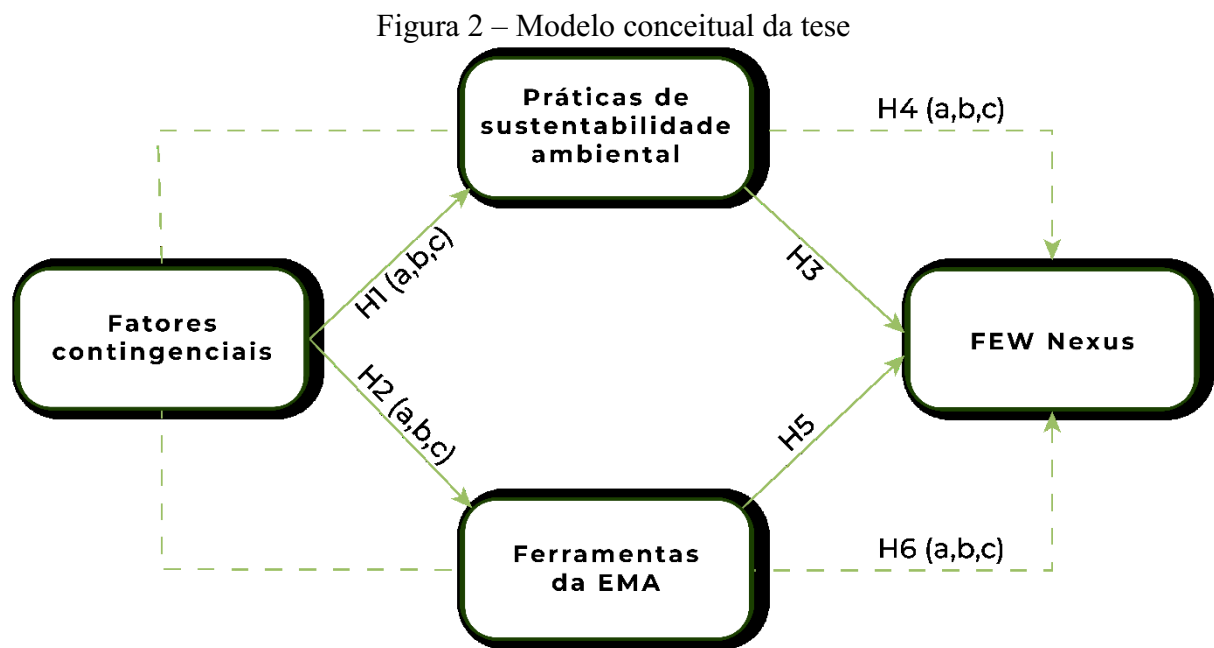 Figura 2 – Modelo conceitual da tese
Práticas de
sustentabilidade
ambiental
H4 (a,b,c)
H1 (a,b,c)
H3
Fatores
contingenciais
FEW Nexus
H2 (a,b,c)
H5
Ferramentas
da EMA
H6 (a,b,c)